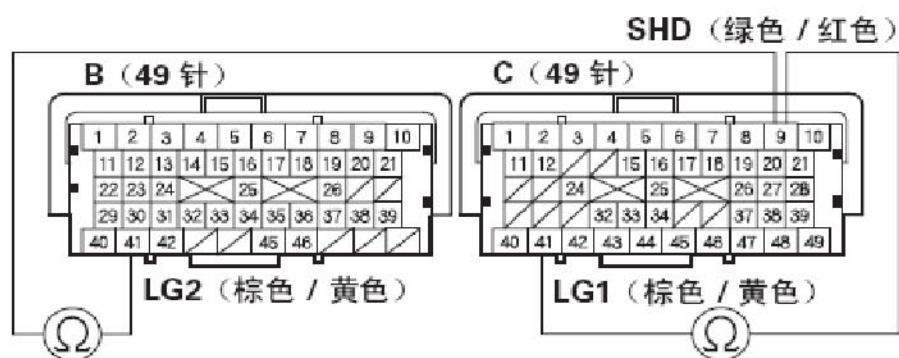 SHD（绿色 / 红色）
B（49 针）
C（49 针）
1 2 3 4 5 6 7 8 9 10
11 12 13 14 15 16 17 18 19 20 21
22 23 24 25 26
29 30 31 32 33 34 35 36 37 38 39
40 41 42 45 46
1 2 3 4 5 6 7 8 9 10
11 12 15 16 17 18 19 20 21
24 25 26 27 28
32 33 34 37 38 39
40 41 42 43 44 45 46 47 48 49
LG2（棕色 / 黄色）
LG1（棕色 / 黄色）
Ω
Ω